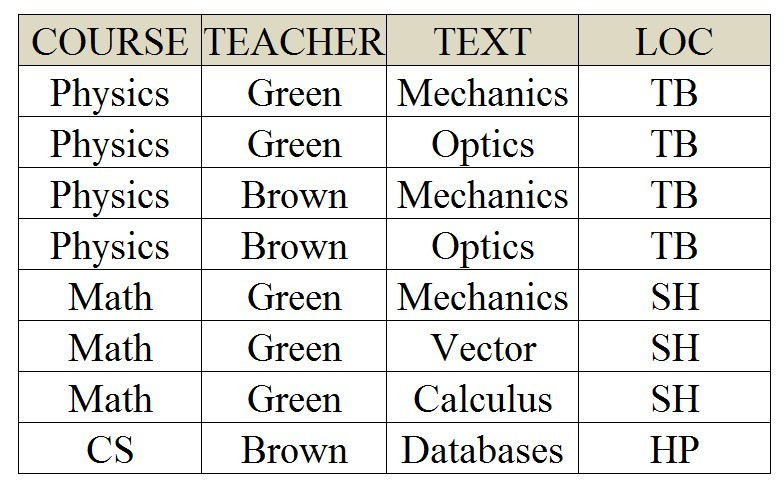 COURSE TEACHER TEXT LOC
Physics Green Mechanics TB
Physics Green Optics TB
Physics Brown Mechanics TB
Physics Brown Optics TB
Math Green Mechanics SH
Math Green Vector SH
Math Green Calculus SH
CS Brown Databases HP